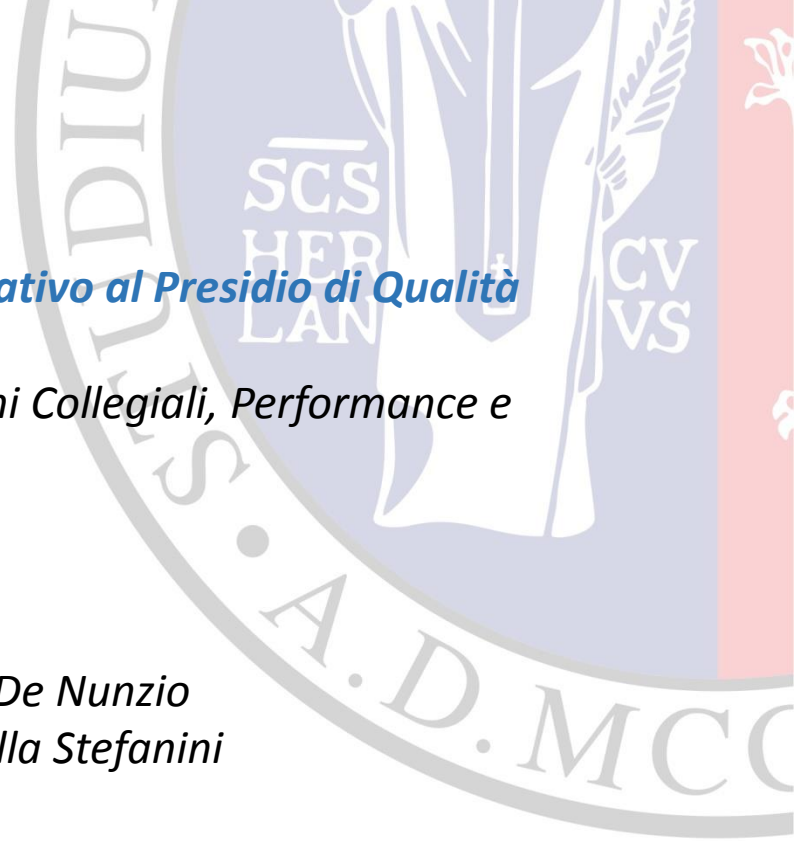 SCS
HER
LAN
CV
VS
ativo al Presidio di Qualità
ni Collegiali, Performance e
De Nunzio
lla Stefanini
A.D. MCC